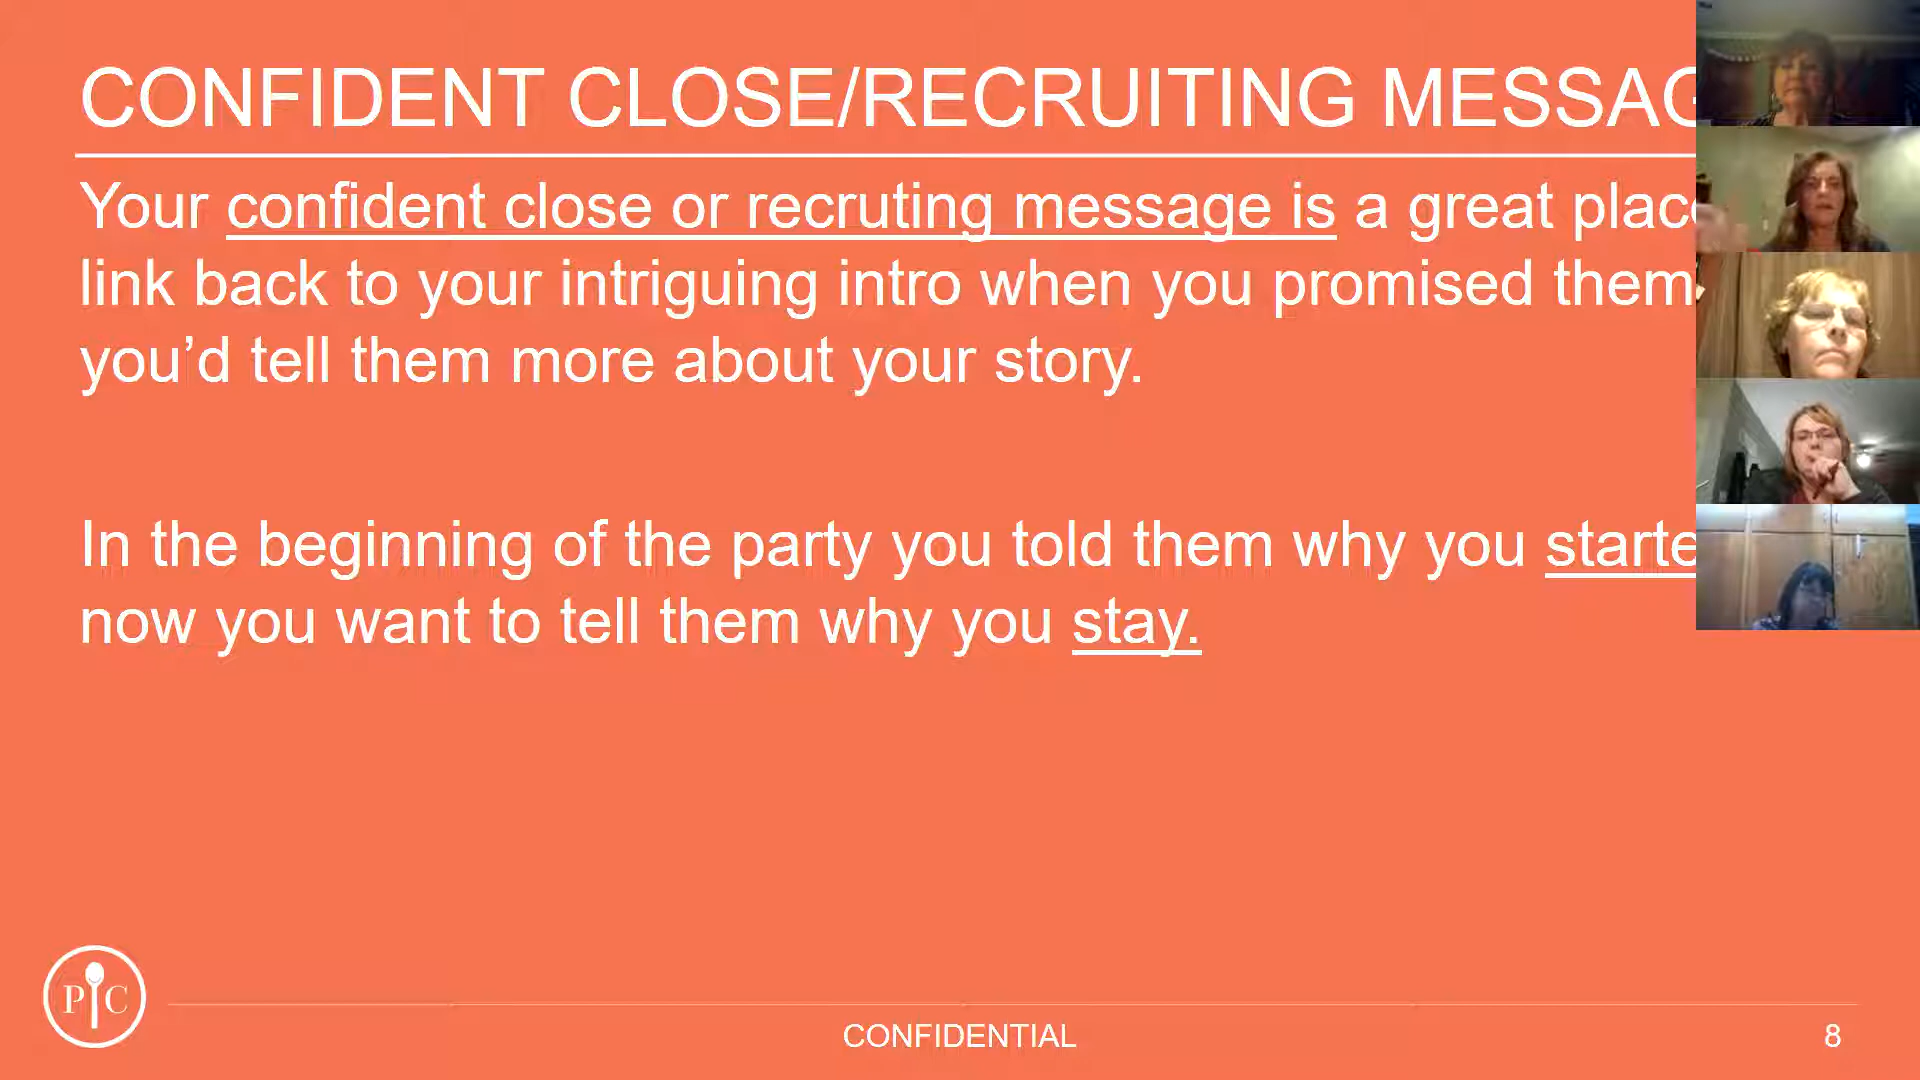 CONFIDENT CLOSE/RECRUITING MESSAG
Your confident close or recruting message is a great plac
link back to your intriguing intro when you promised them
you’d tell them more about your story.
In the beginning of the party you told them why you starte
now you want to tell them why you stay.
P C
CONFIDENTIAL
8